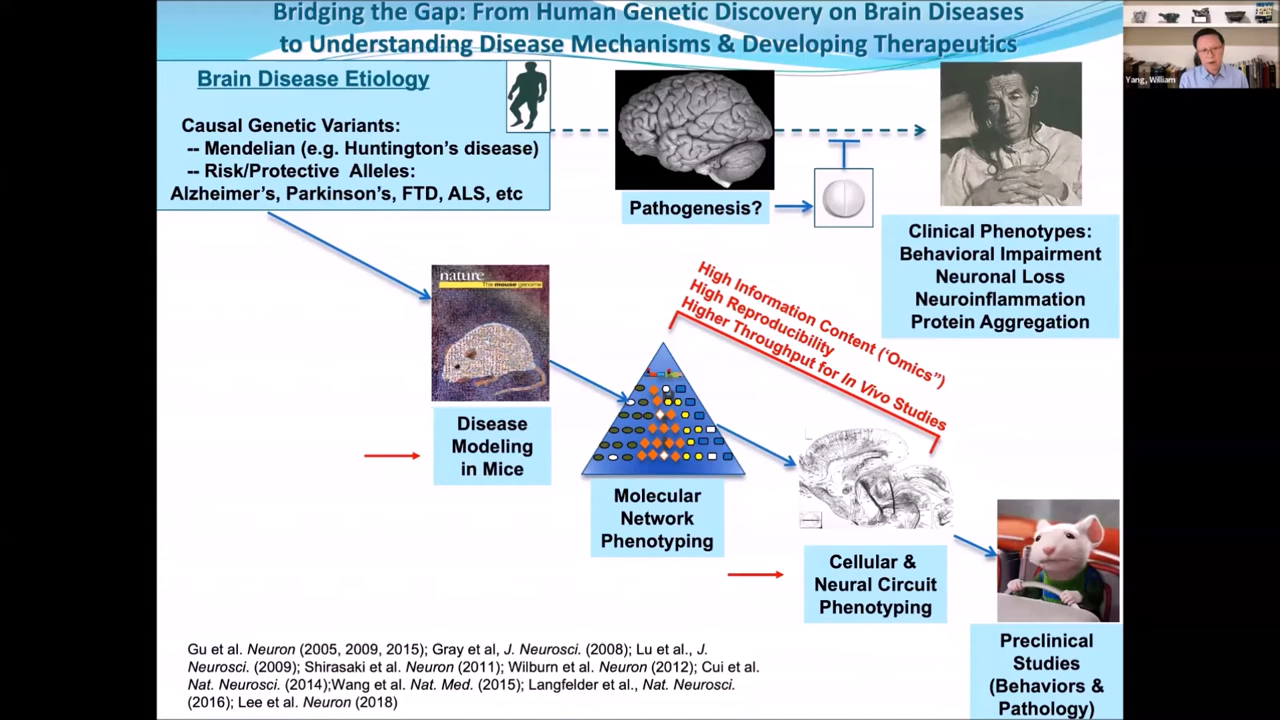 Bridging the Gap: From Human Genetic Discovery on Brain Diseases
to Understanding Disease Mechanisms & Developing Therapeutics
Yang, William
Brain Disease Etiology
Causal Genetic Variants:
-- Mendelian (e.g. Huntington's disease)
-- Risk/Protective Alleles:
Alzheimer's, Parkinson's, FTD, ALS, etc
Pathogenesis?
Clinical Phenotypes:
Behavioral Impairment
Neuronal Loss
Neuroinflammation
Protein Aggregation
nature
The mouse genome
High Information Content ('Omics")
High Reproducibility
Higher Throughput for In Vivo Studies
Disease
Modeling
in Mice
Molecular
Network
Phenotyping
Cellular &
Neural Circuit
Phenotyping
Preclinical
Studies
(Behaviors &
Pathology)
Gu et al. Neuron (2005, 2009, 2015); Gray et al, J. Neurosci. (2008); Lu et al., J.
Neurosci. (2009); Shirasaki et al. Neuron (2011); Wilburn et al. Neuron (2012); Cui et al.
Nat. Neurosci. (2014);Wang et al. Nat. Med. (2015); Langfelder et al., Nat. Neurosci.
(2016); Lee et al. Neuron (2018)